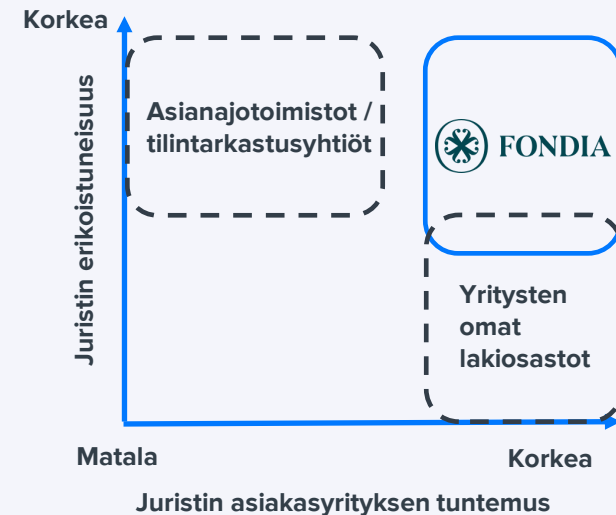 Korkea
Juristin erikoistuneisuus
Asianajotoimistot /
tilintarkastusyhtiöt
FONDIA
Yritysten
omat
lakiosastot
Matala
Korkea
Juristin asiakasyrityksen tuntemus